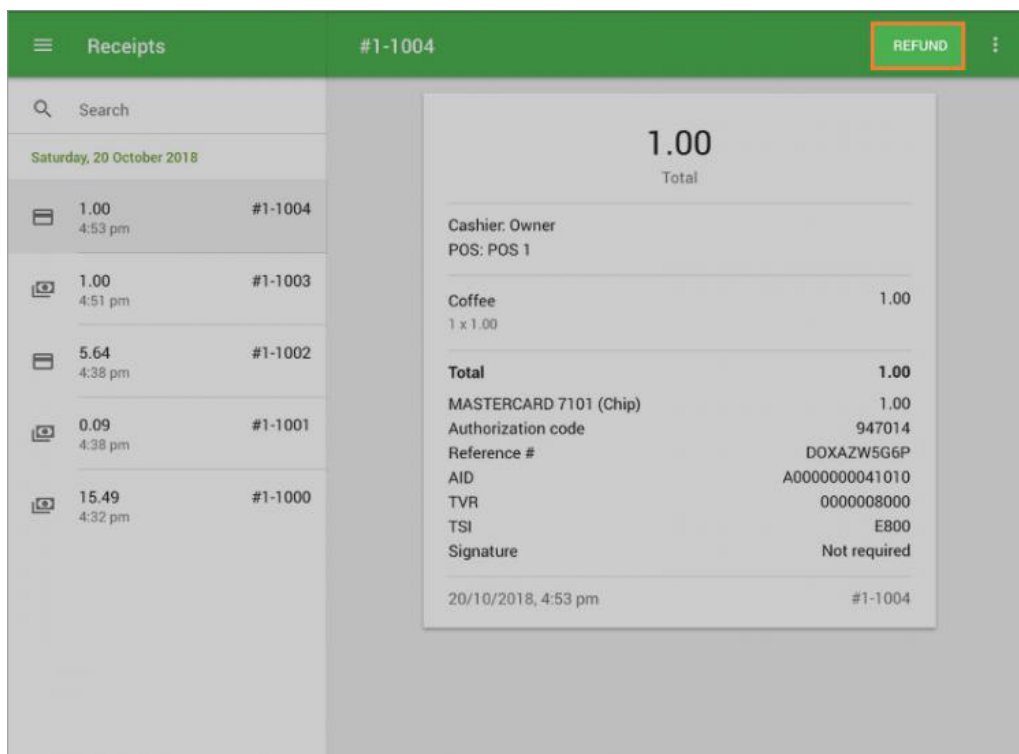 Receipts
#1-1004
REFUND
Search
Saturday, 20 October 2018
1.00 #1-1004
4:53 pm
1.00 #1-1003
4:51 pm
5.64 #1-1002
4:38 pm
0.09 #1-1001
4:38 pm
15.49 #1-1000
4:32 pm
1.00
Total
Cashier: Owner
POS: POS 1
Coffee 1.00
1 x 1.00
Total 1.00
MASTERCARD 7101 (Chip) 1.00
Authorization code 947014
Reference # DOXAZW5G6P
AID A0000000041010
TVR 0000008000
TSI E800
Signature Not required
20/10/2018, 4:53 pm #1-1004